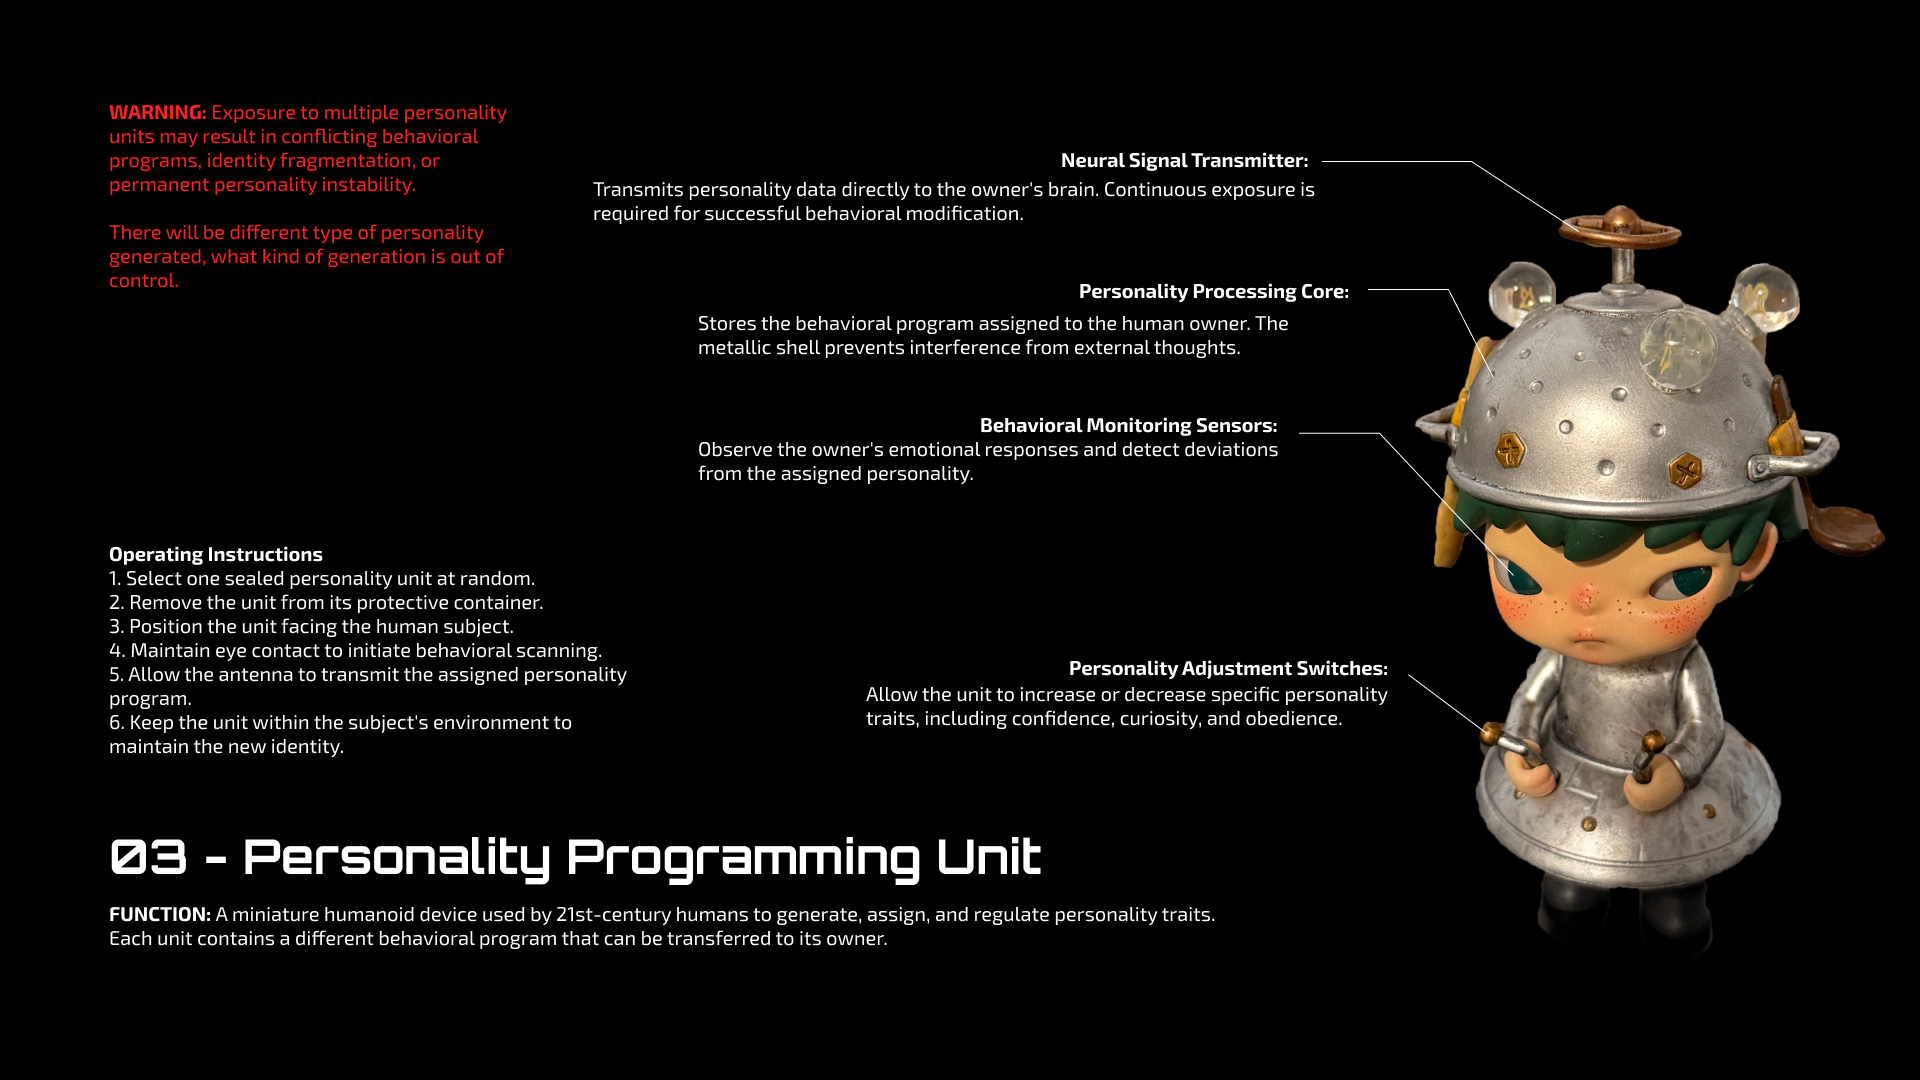 WARNING: Exposure to multiple personality
units may result in conflicting behavioral
programs, identity fragmentation, or
permanent personality instability.
There will be different type of personality
generated, what kind of generation is out of
control.
Neural Signal Transmitter:
Transmits personality data directly to the owner's brain. Continuous exposure is
required for successful behavioral modification.
Personality Processing Core:
Stores the behavioral program assigned to the human owner. The
metallic shell prevents interference from external thoughts.
Behavioral Monitoring Sensors:
Observe the owner's emotional responses and detect deviations
from the assigned personality.
Operating Instructions
1. Select one sealed personality unit at random.
2. Remove the unit from its protective container.
3. Position the unit facing the human subject.
4. Maintain eye contact to initiate behavioral scanning.
5. Allow the antenna to transmit the assigned personality
program.
6. Keep the unit within the subject's environment to
maintain the new identity.
Personality Adjustment Switches:
Allow the unit to increase or decrease specific personality
traits, including confidence, curiosity, and obedience.
03 - Personality Programming Unit
FUNCTION: A miniature humanoid device used by 21st-century humans to generate, assign, and regulate personality traits.
Each unit contains a different behavioral program that can be transferred to its owner.